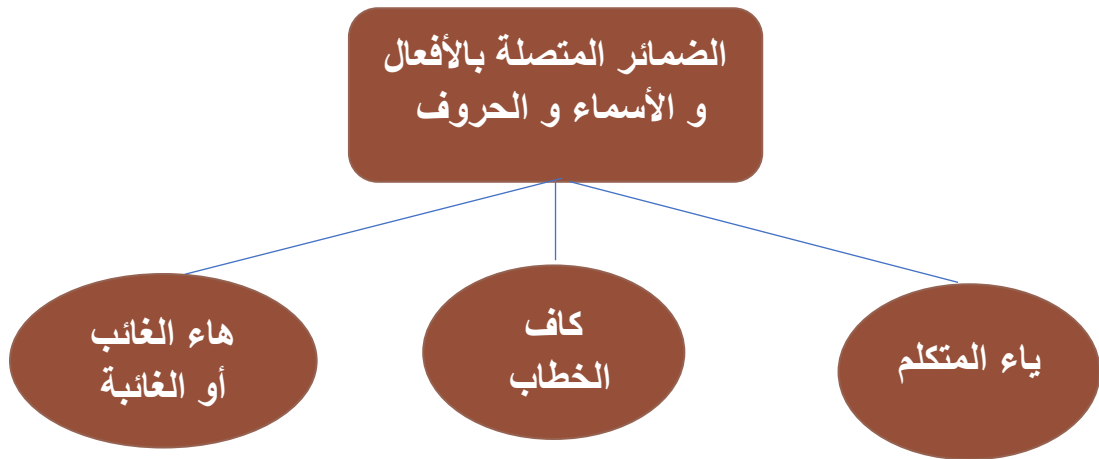 الضمائر المتصلة بالأفعال
و الأسماء و الحروف
ياء المتكلم
كاف
الخطاب
هاء الغائب
أو الغائبة